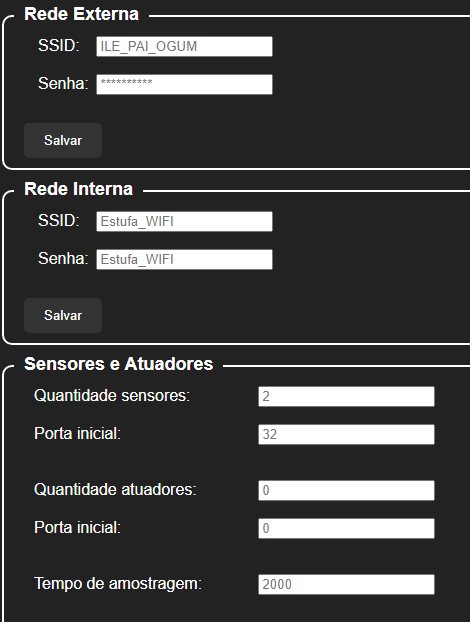 Rede Externa
SSID: ILE_PAI_OGUM
Senha: **********
Salvar
Rede Interna
SSID: Estufa_WIFI
Senha: Estufa_WIFI
Salvar
Sensores e Atuadores
Quantidade sensores: 2
Porta inicial: 32
Quantidade atuadores: 0
Porta inicial: 0
Tempo de amostragem: 2000